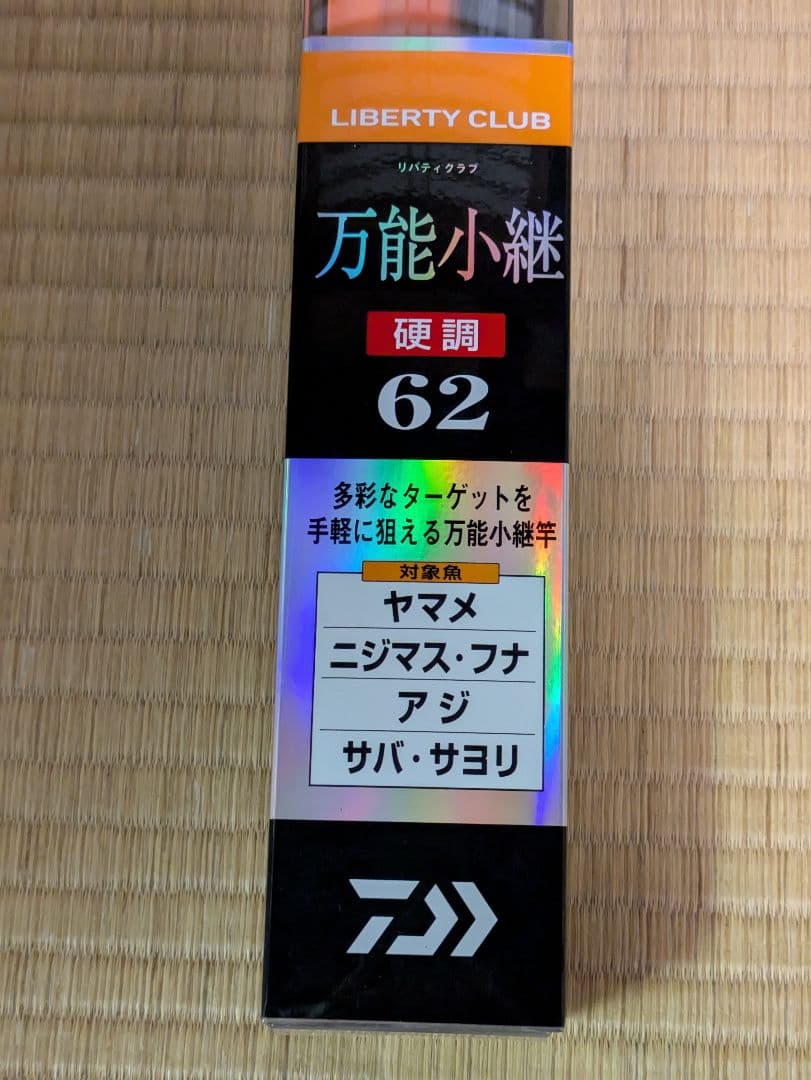 LIBERTY CLUB
リバティクラブ
万能小継
硬調
62
多彩なターゲットを
手軽に狙える万能小継竿
対象魚
ヤマメ
ニジマス・フナ
アジ
サバ・サヨリ